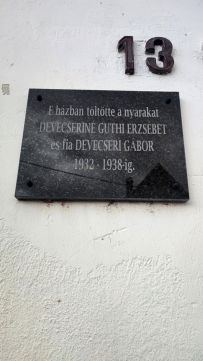 13
E házban töltötte a nyarakat
DEVECSERINÉ GUTHI ERZSÉBET
és fia DEVECSERI GÁBOR
1932 - 1938-ig.